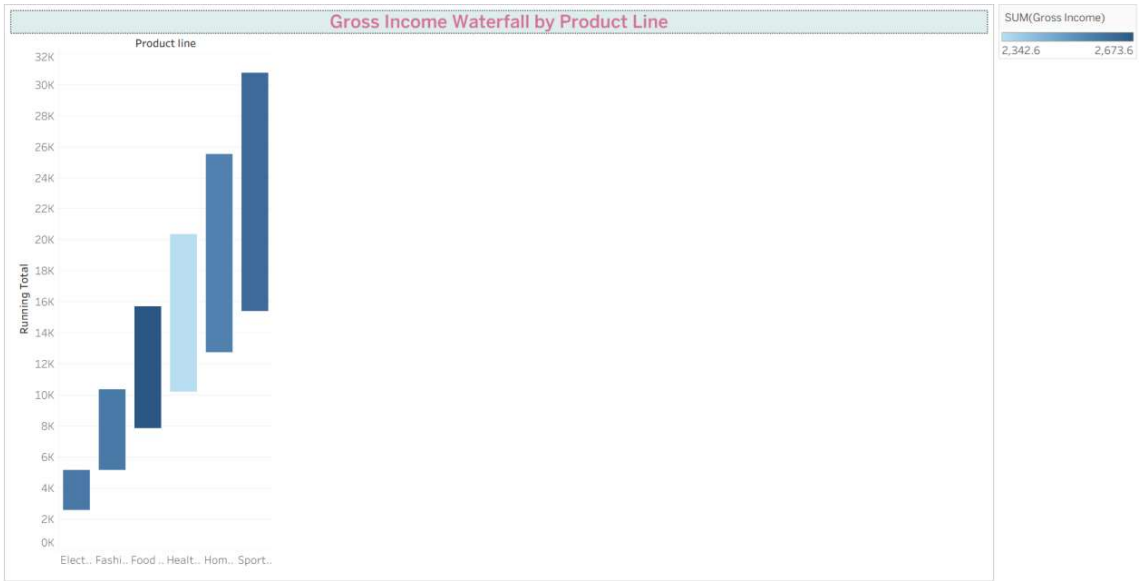 Gross Income Waterfall by Product Line
SUM(Gross Income)
2,342.6 2,673.6
Product line
32K
30K
28K
26K
24K
22K
20K
18K
16K
14K
12K
10K
8K
6K
4K
2K
0K
Running Total
Elect.. Fashi.. Food .. Healt.. Hom.. Sport..